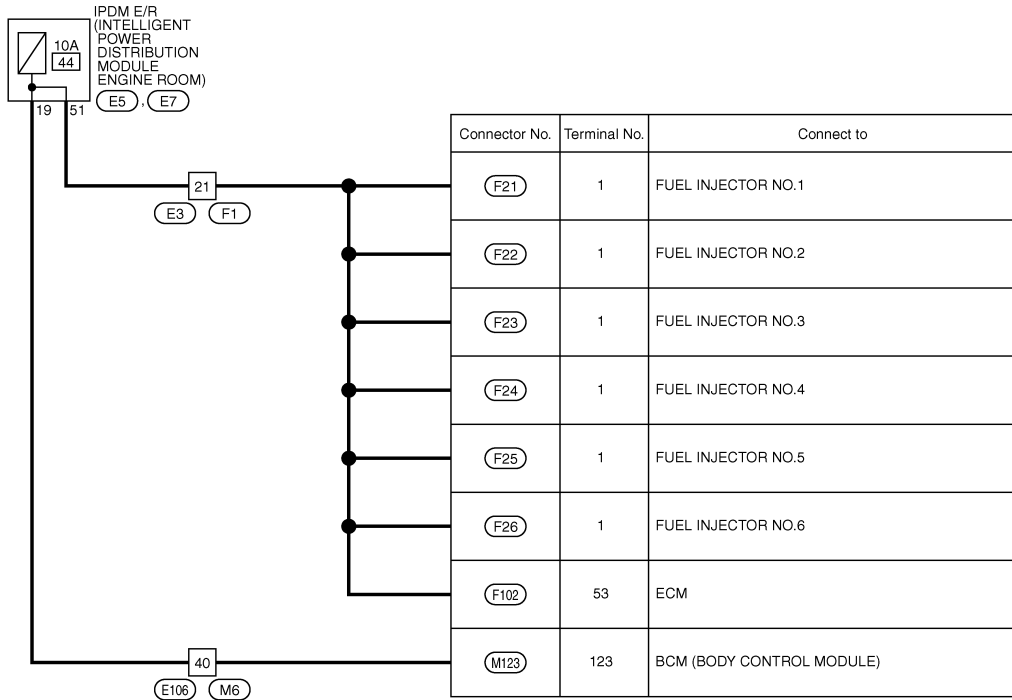 IPDM E/R
(INTELLIGENT
POWER
DISTRIBUTION
MODULE
ENGINE ROOM)
10A
44
E5 , E7
19 51
21
E3 F1
Connector No. Terminal No. Connect to
F21 1 FUEL INJECTOR NO.1
F22 1 FUEL INJECTOR NO.2
F23 1 FUEL INJECTOR NO.3
F24 1 FUEL INJECTOR NO.4
F25 1 FUEL INJECTOR NO.5
F26 1 FUEL INJECTOR NO.6
F102 53 ECM
M123 123 BCM (BODY CONTROL MODULE)
40
E106 M6